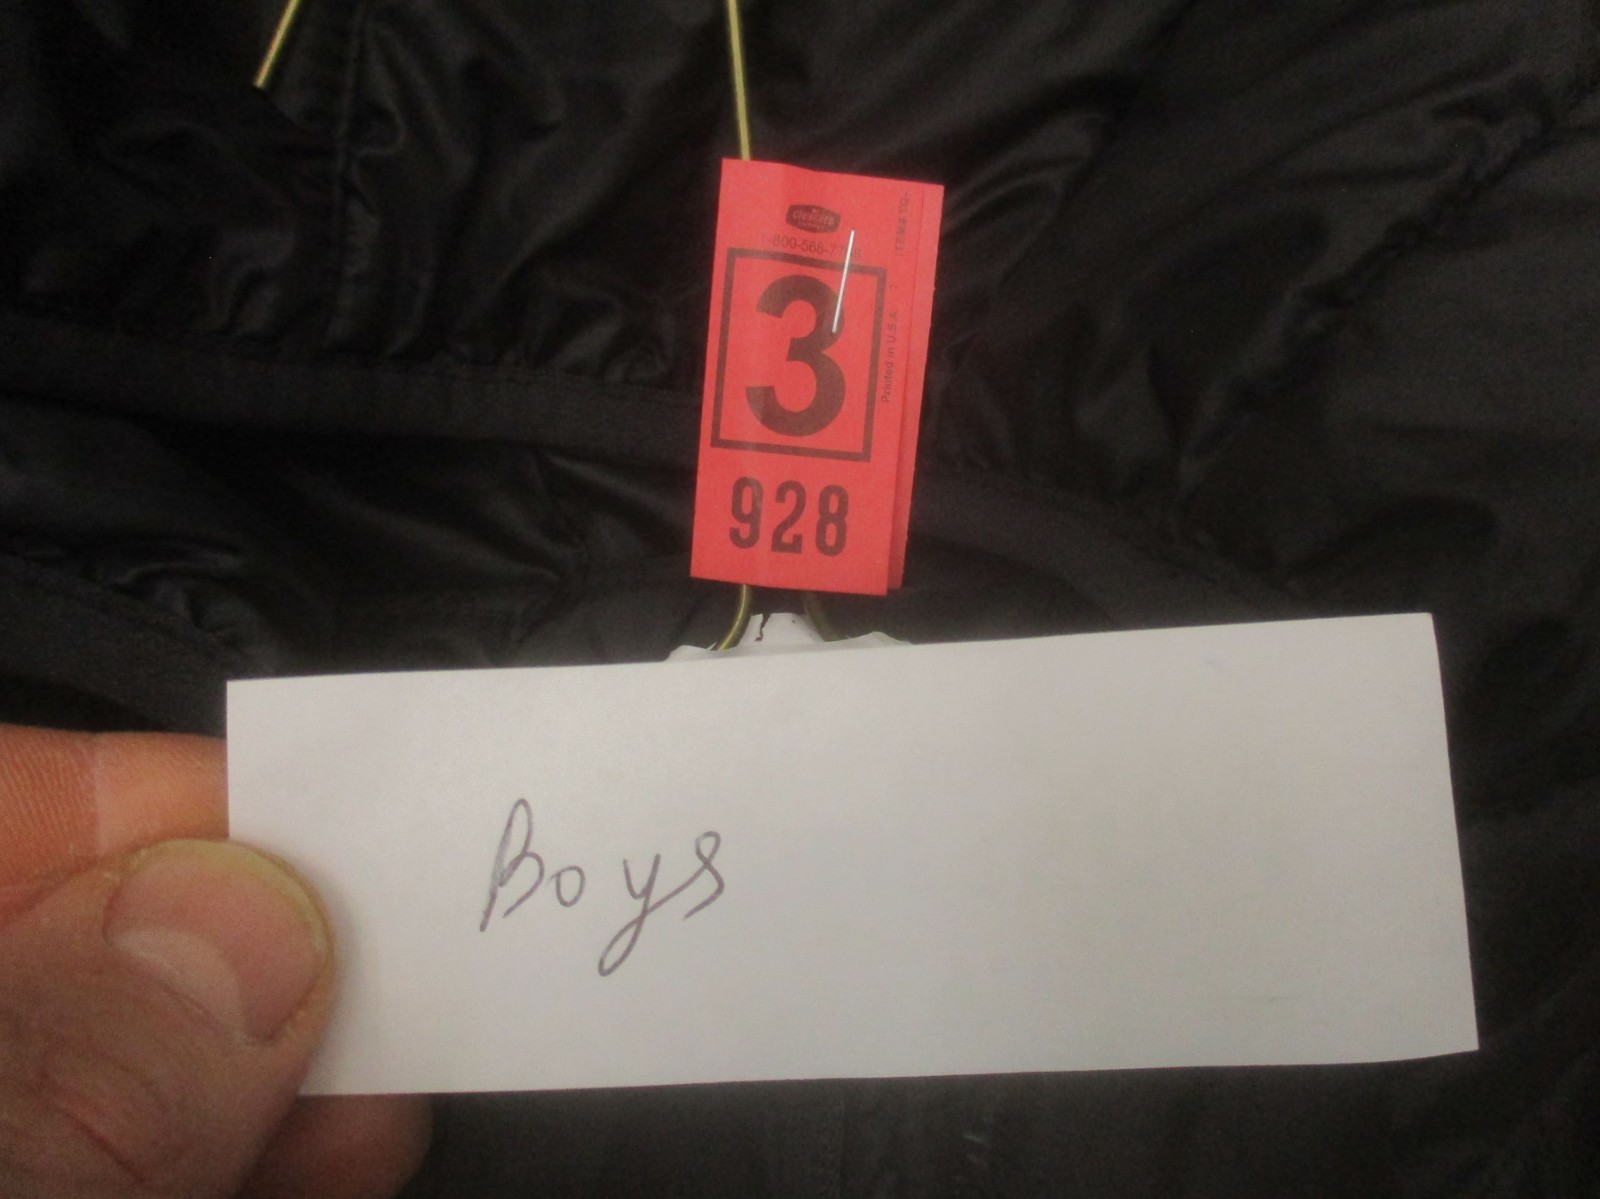 3
928
Printed in U.S.A.
Boys